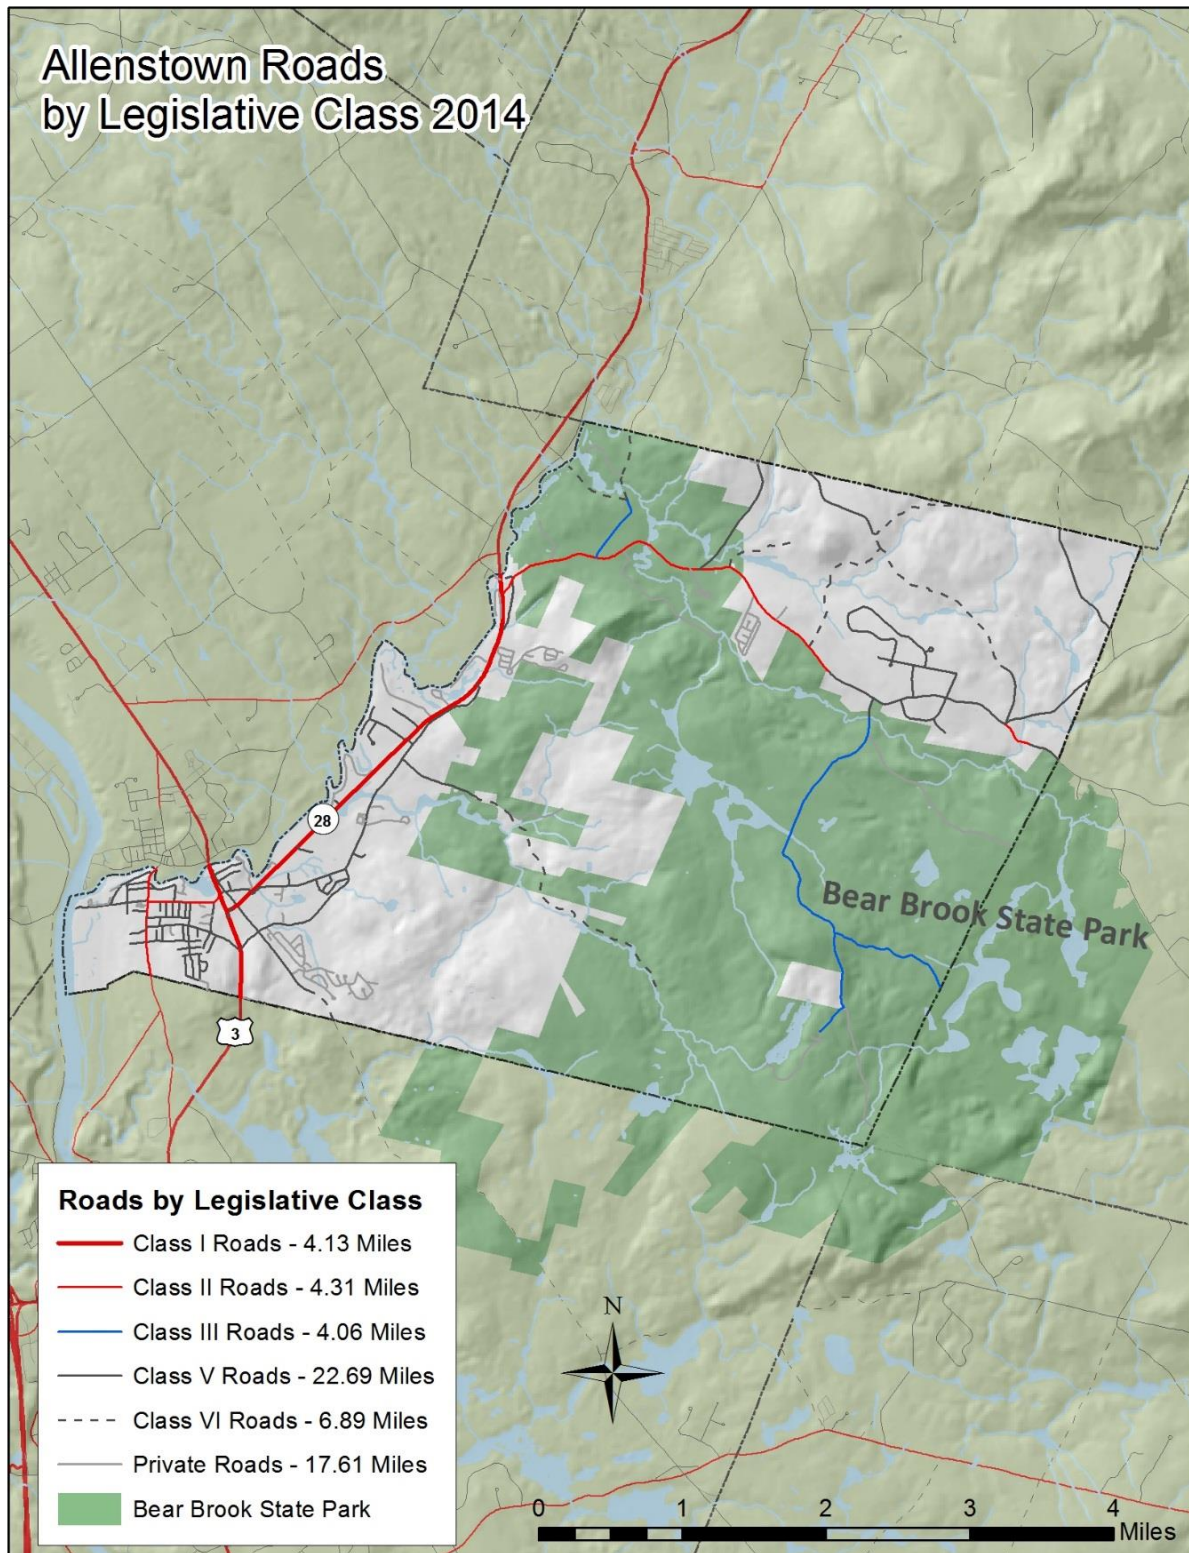 Allenstown Roads
by Legislative Class 2014
28
Bear Brook State Park
3
Roads by Legislative Class
Class I Roads - 4.13 Miles
Class II Roads - 4.31 Miles
Class III Roads - 4.06 Miles
Class V Roads - 22.69 Miles
Class VI Roads - 6.89 Miles
Private Roads - 17.61 Miles
Bear Brook State Park
N
0 1 2 3 4
Miles